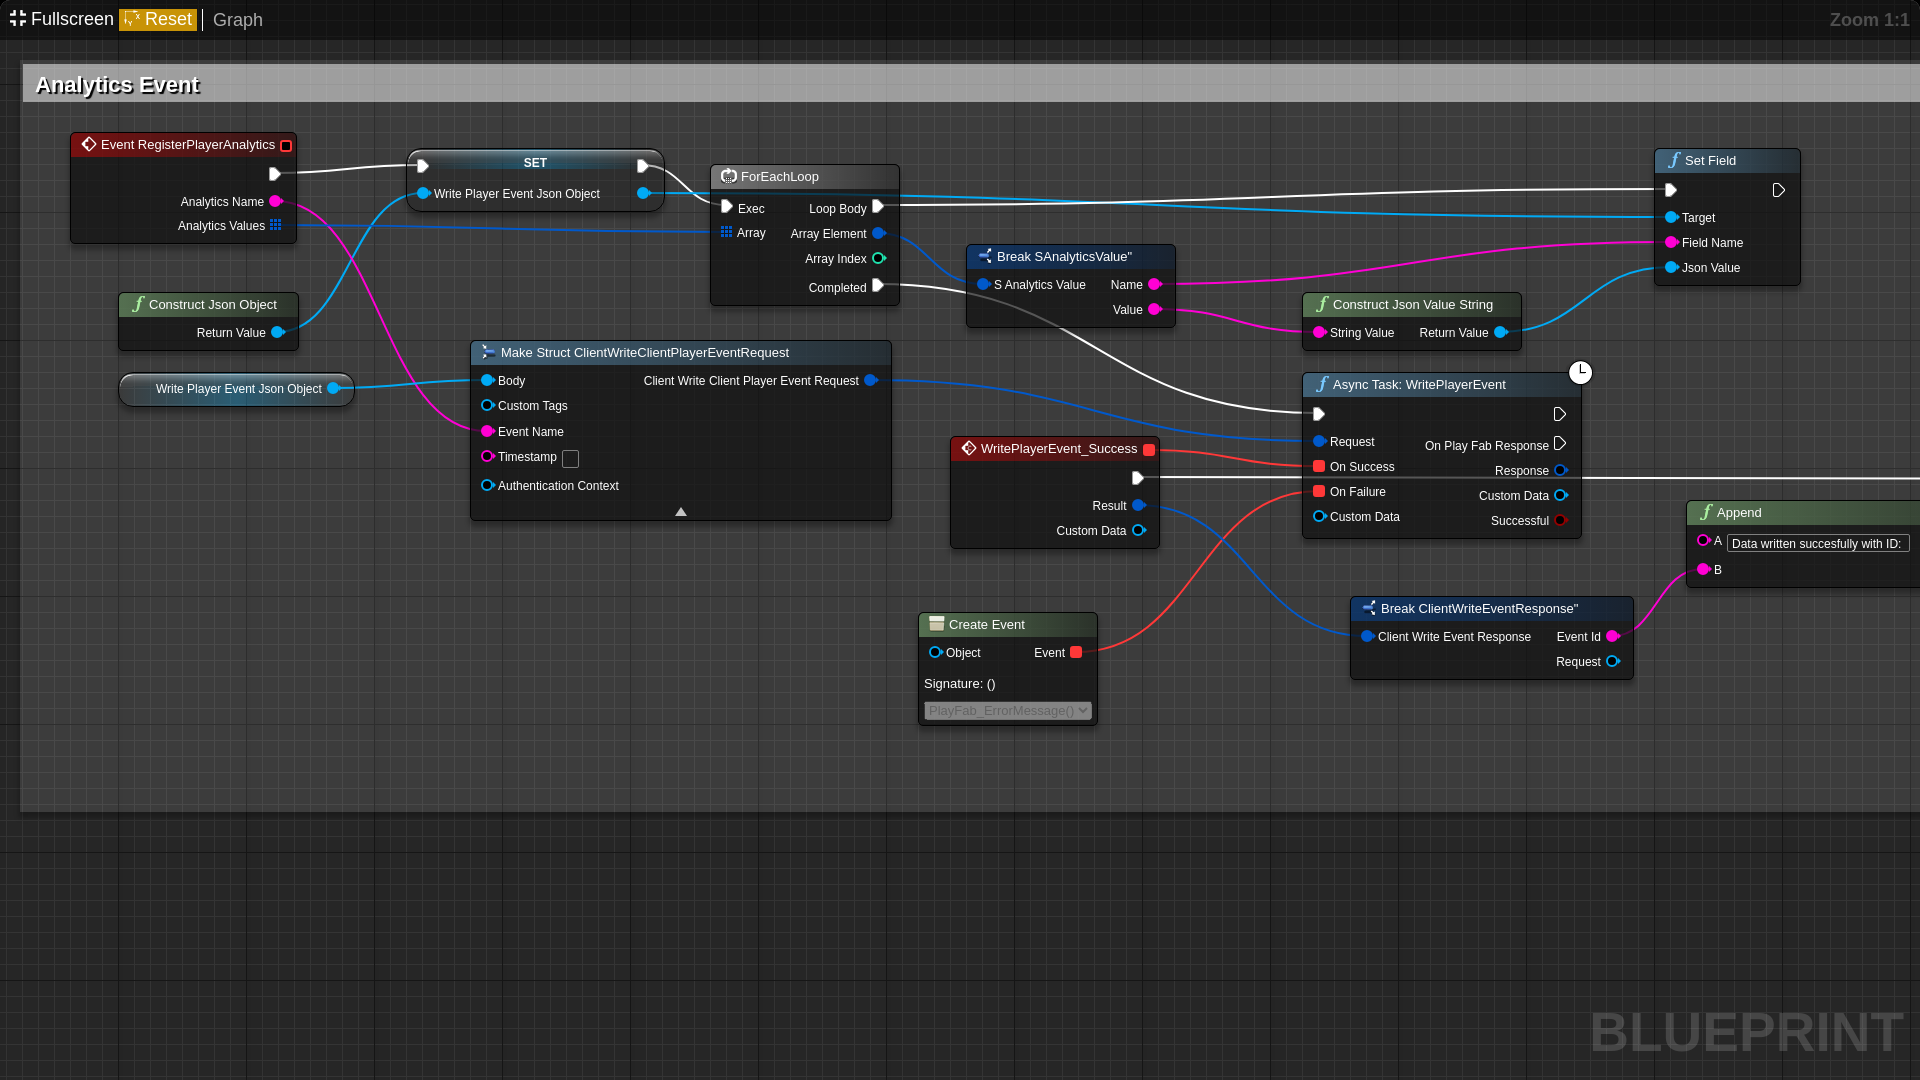 Fullscreen Reset Graph
Zoom 1:1
Analytics Event
Event RegisterPlayerAnalytics
Analytics Name
Analytics Values
SET
Write Player Event Json Object
ForEachLoop
Exec Loop Body
Array Array Element
Array Index
Completed
Set Field
Target
Field Name
Json Value
Break SAnalyticsValue"
S Analytics Value Name
Value
Construct Json Object
Return Value
Construct Json Value String
String Value Return Value
Write Player Event Json Object
Make Struct ClientWriteClientPlayerEventRequest
Body Client Write Client Player Event Request
Custom Tags
Event Name
Timestamp
Authentication Context
Async Task: WritePlayerEvent
Request On Play Fab Response
On Success Response
On Failure Custom Data
Custom Data Successful
WritePlayerEvent_Success
Result
Custom Data
Append
A Data written succesfully with ID:
B
Break ClientWriteEventResponse"
Client Write Event Response Event Id
Request
Create Event
Object Event
Signature: ()
PlayFab_ErrorMessage()
BLUEPRINT